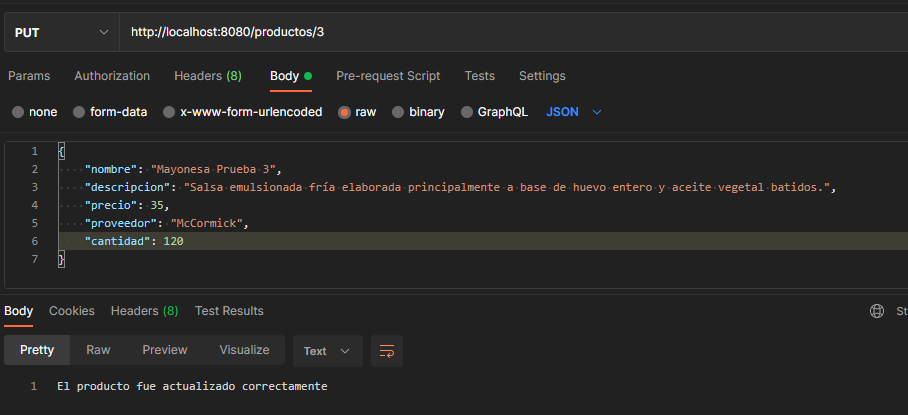 PUT http://localhost:8080/productos/3
Params Authorization Headers (8) Body Pre-request Script Tests Settings
none form-data x-www-form-urlencoded raw binary GraphQL JSON
1 {
2 "nombre": "Mayonesa Prueba 3",
3 "descripcion": "Salsa emulsionada fría elaborada principalmente a base de huevo entero y aceite vegetal batidos.",
4 "precio": 35,
5 "proveedor": "McCormick",
6 "cantidad": 120
7 }
Body Cookies Headers (8) Test Results St
Pretty Raw Preview Visualize Text
1 El producto fue actualizado correctamente